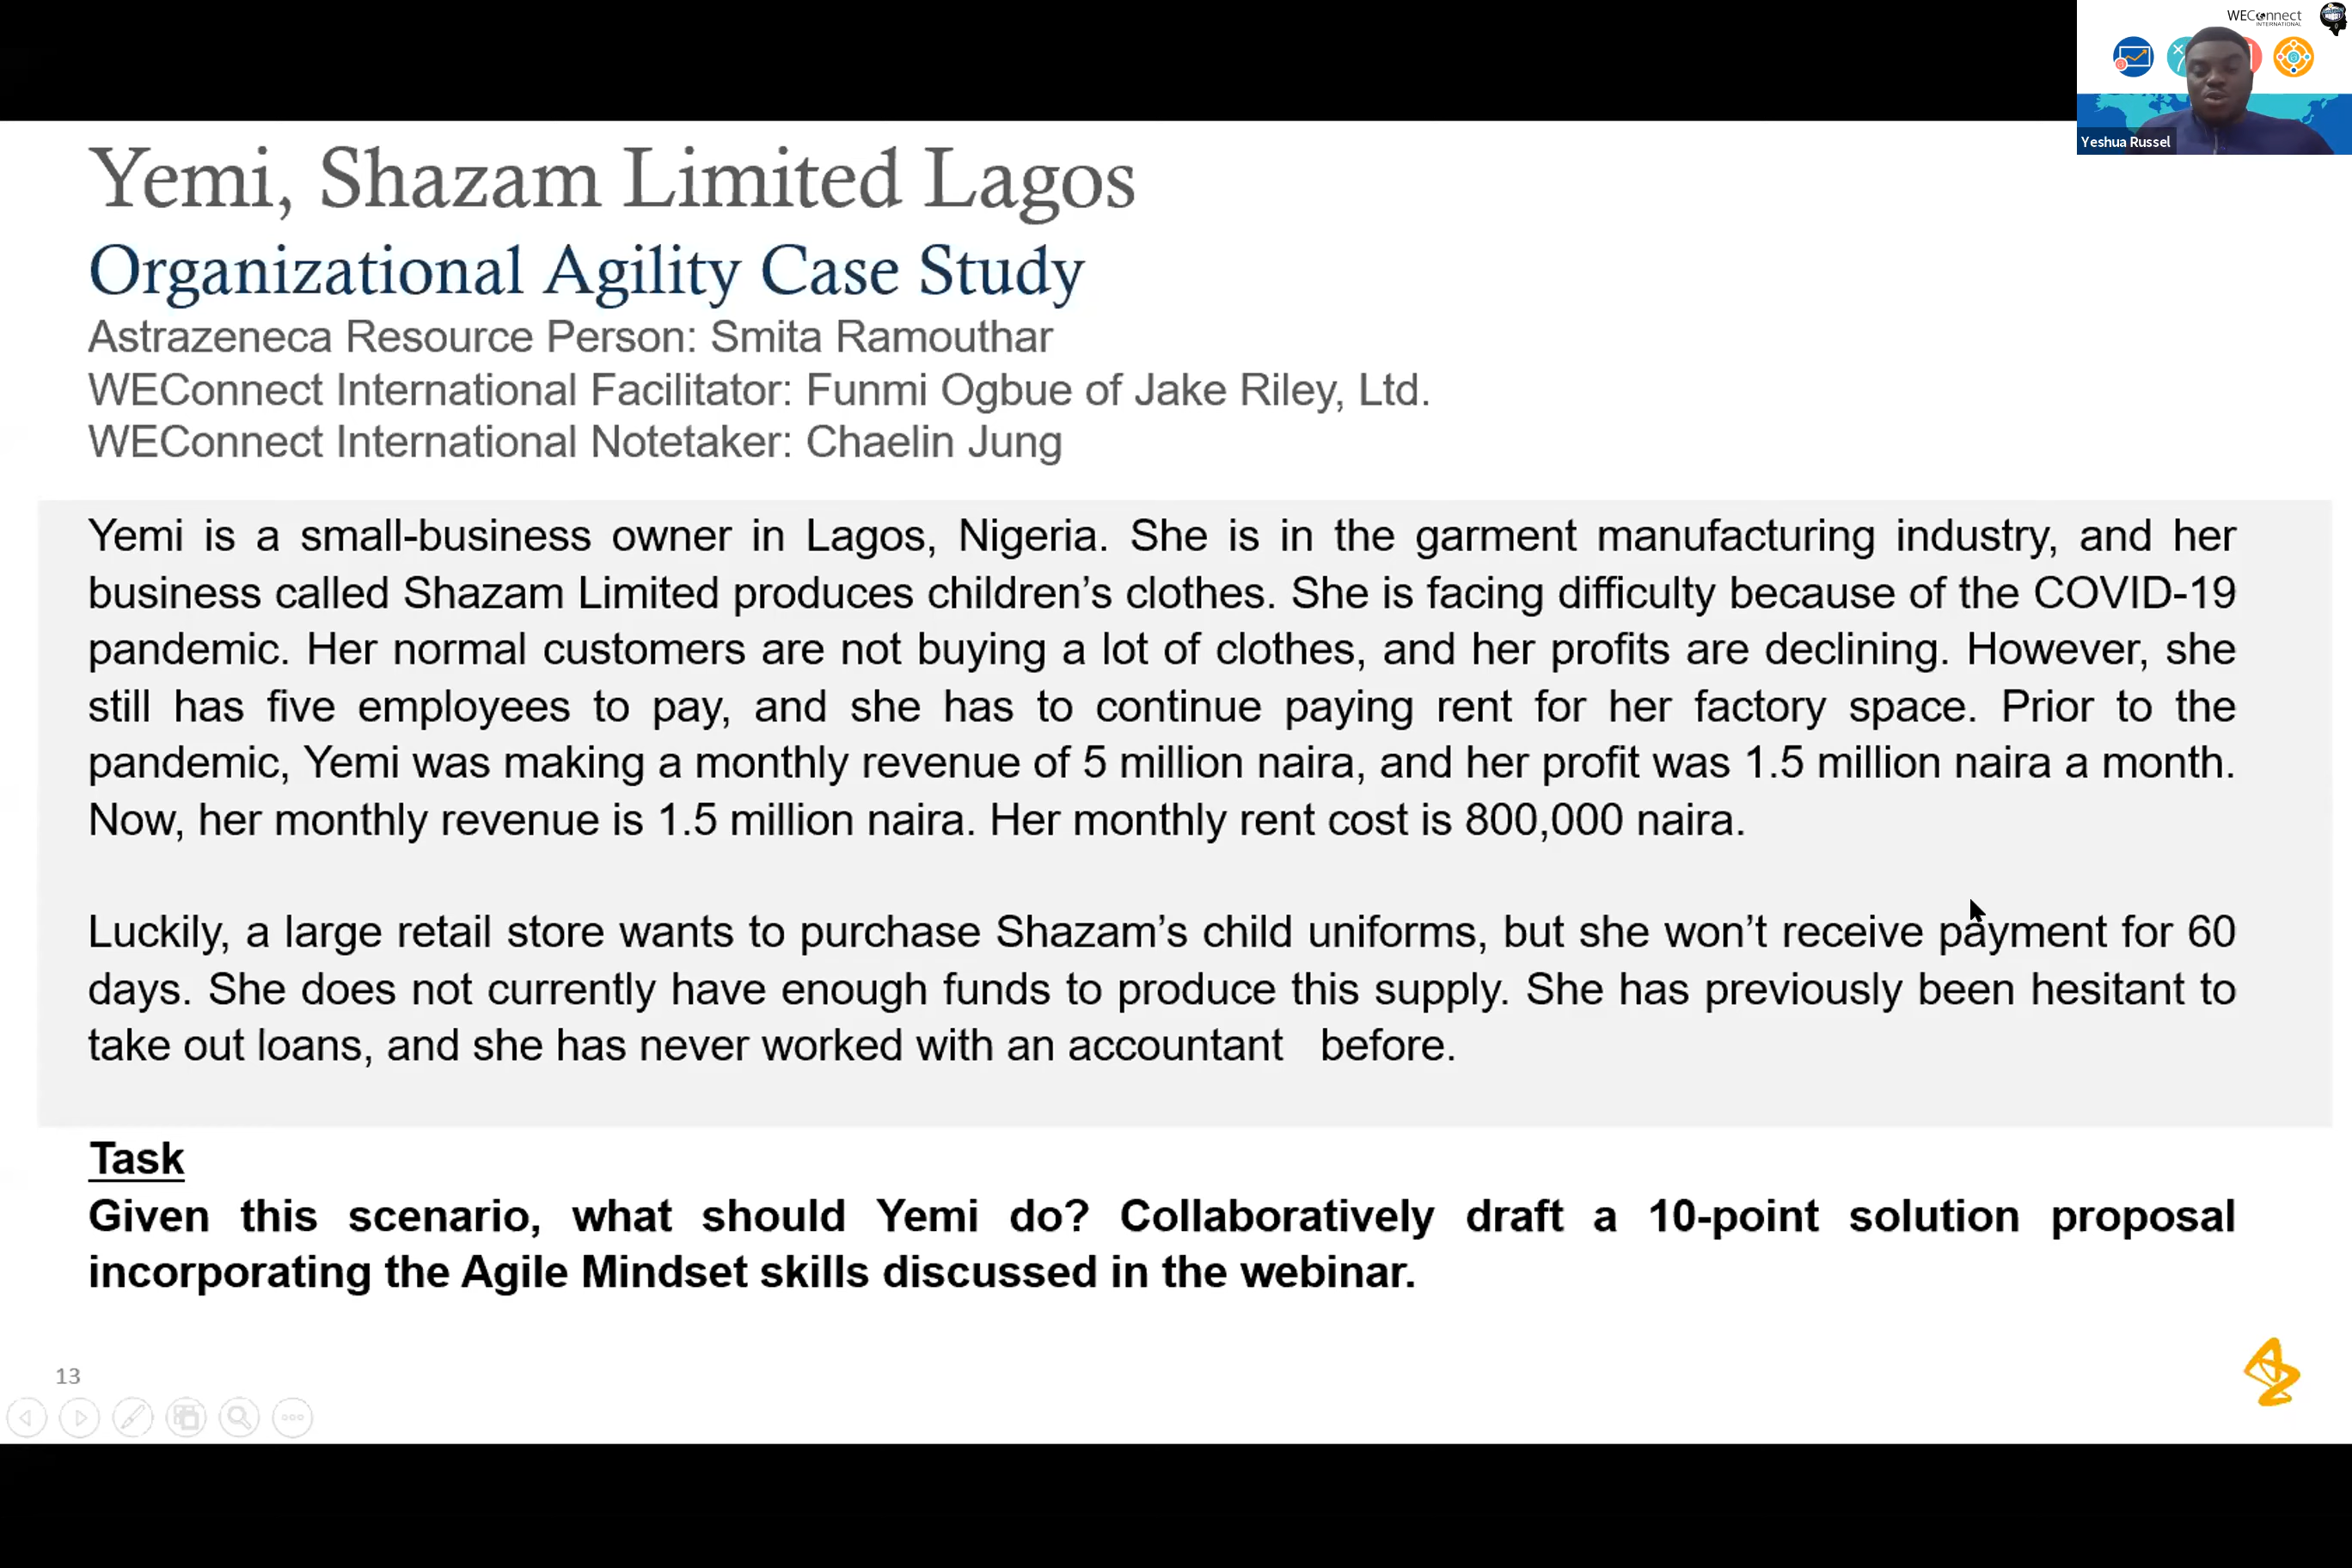 WEConnect
INTERNATIONAL
Yeshua Russel
Yemi, Shazam Limited Lagos
Organizational Agility Case Study
Astrazeneca Resource Person: Smita Ramouthar
WEConnect International Facilitator: Funmi Ogbue of Jake Riley, Ltd.
WEConnect International Notetaker: Chaelin Jung
Yemi is a small-business owner in Lagos, Nigeria. She is in the garment manufacturing industry, and her
business called Shazam Limited produces children's clothes. She is facing difficulty because of the COVID-19
pandemic. Her normal customers are not buying a lot of clothes, and her profits are declining. However, she
still has five employees to pay, and she has to continue paying rent for her factory space. Prior to the
pandemic, Yemi was making a monthly revenue of 5 million naira, and her profit was 1.5 million naira a month.
Now, her monthly revenue is 1.5 million naira. Her monthly rent cost is 800,000 naira.
Luckily, a large retail store wants to purchase Shazam's child uniforms, but she won't receive payment for 60
days. She does not currently have enough funds to produce this supply. She has previously been hesitant to
take out loans, and she has never worked with an accountant before.
Task
Given this scenario, what should Yemi do? Collaboratively draft a 10-point solution proposal
incorporating the Agile Mindset skills discussed in the webinar.
13